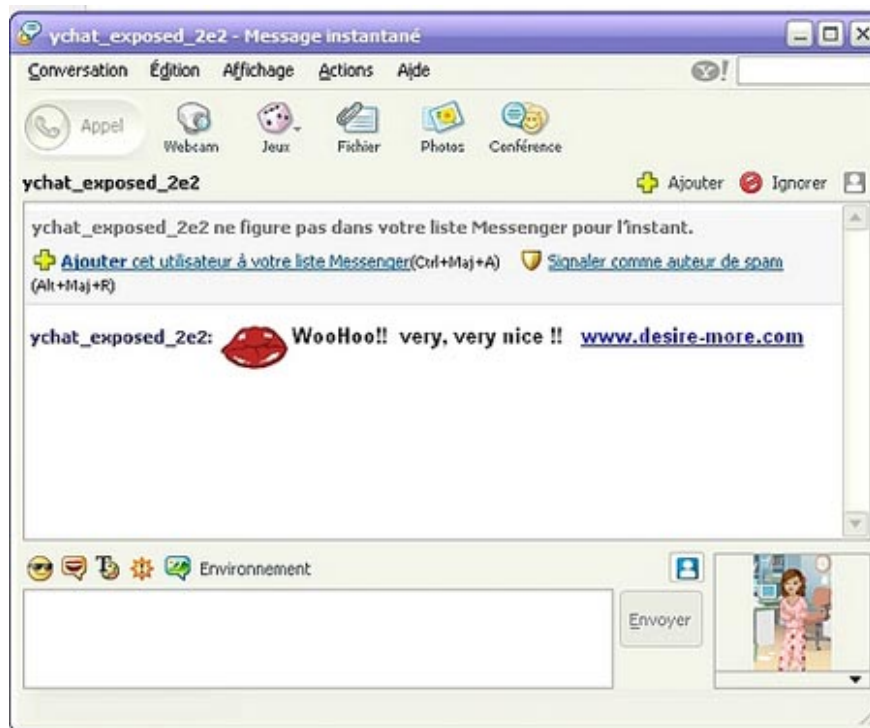 ychat_exposed_2e2 - Message instantané
Conversation Édition Affichage Actions Aide
Y!
Appel Webcam Jeux Fichier Photos Conférence
ychat_exposed_2e2 Ajouter Ignorer
ychat_exposed_2e2 ne figure pas dans votre liste Messenger pour l'instant.
Ajouter cet utilisateur à votre liste Messenger(Ctrl+Maj+A) Signaler comme auteur de spam
(Alt+Maj+R)
ychat_exposed_2e2: WooHoo!! very, very nice !! www.desire-more.com
Environnement
Envoyer